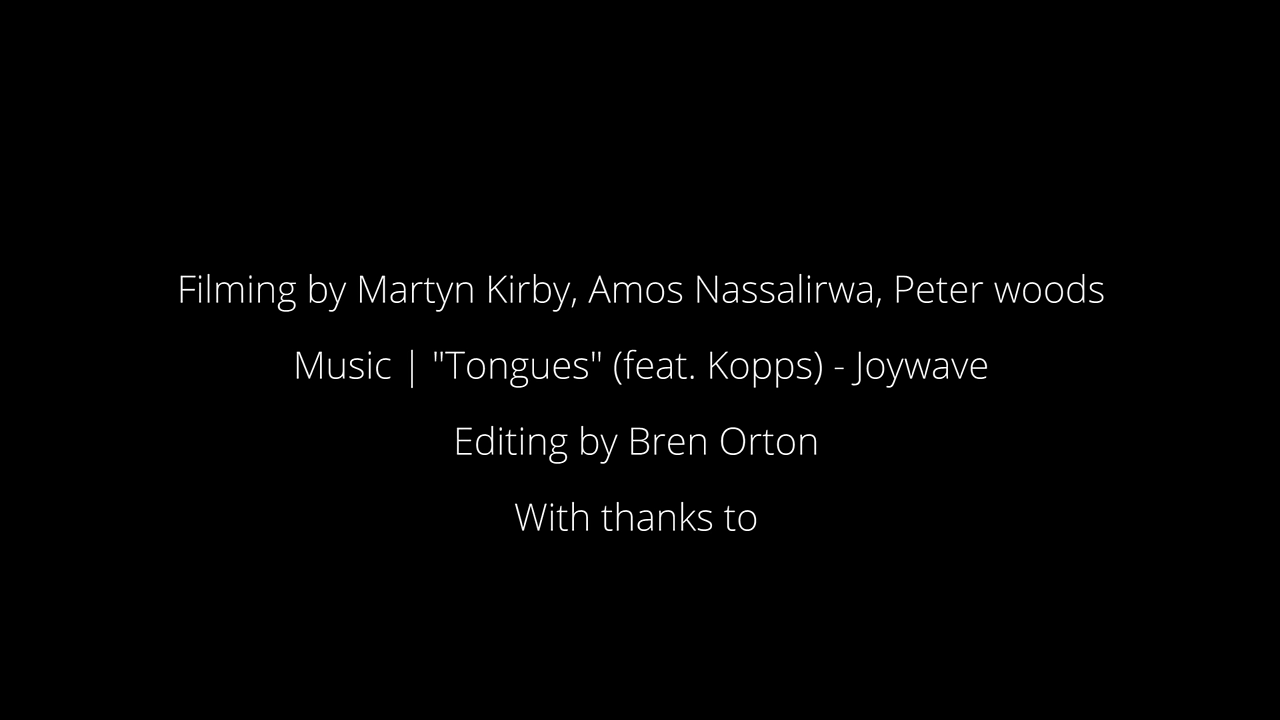 Filming by Martyn Kirby, Amos Nassalirwa, Peter woods
Music | "Tongues" (feat. Kopps) - Joywave
Editing by Bren Orton
With thanks to